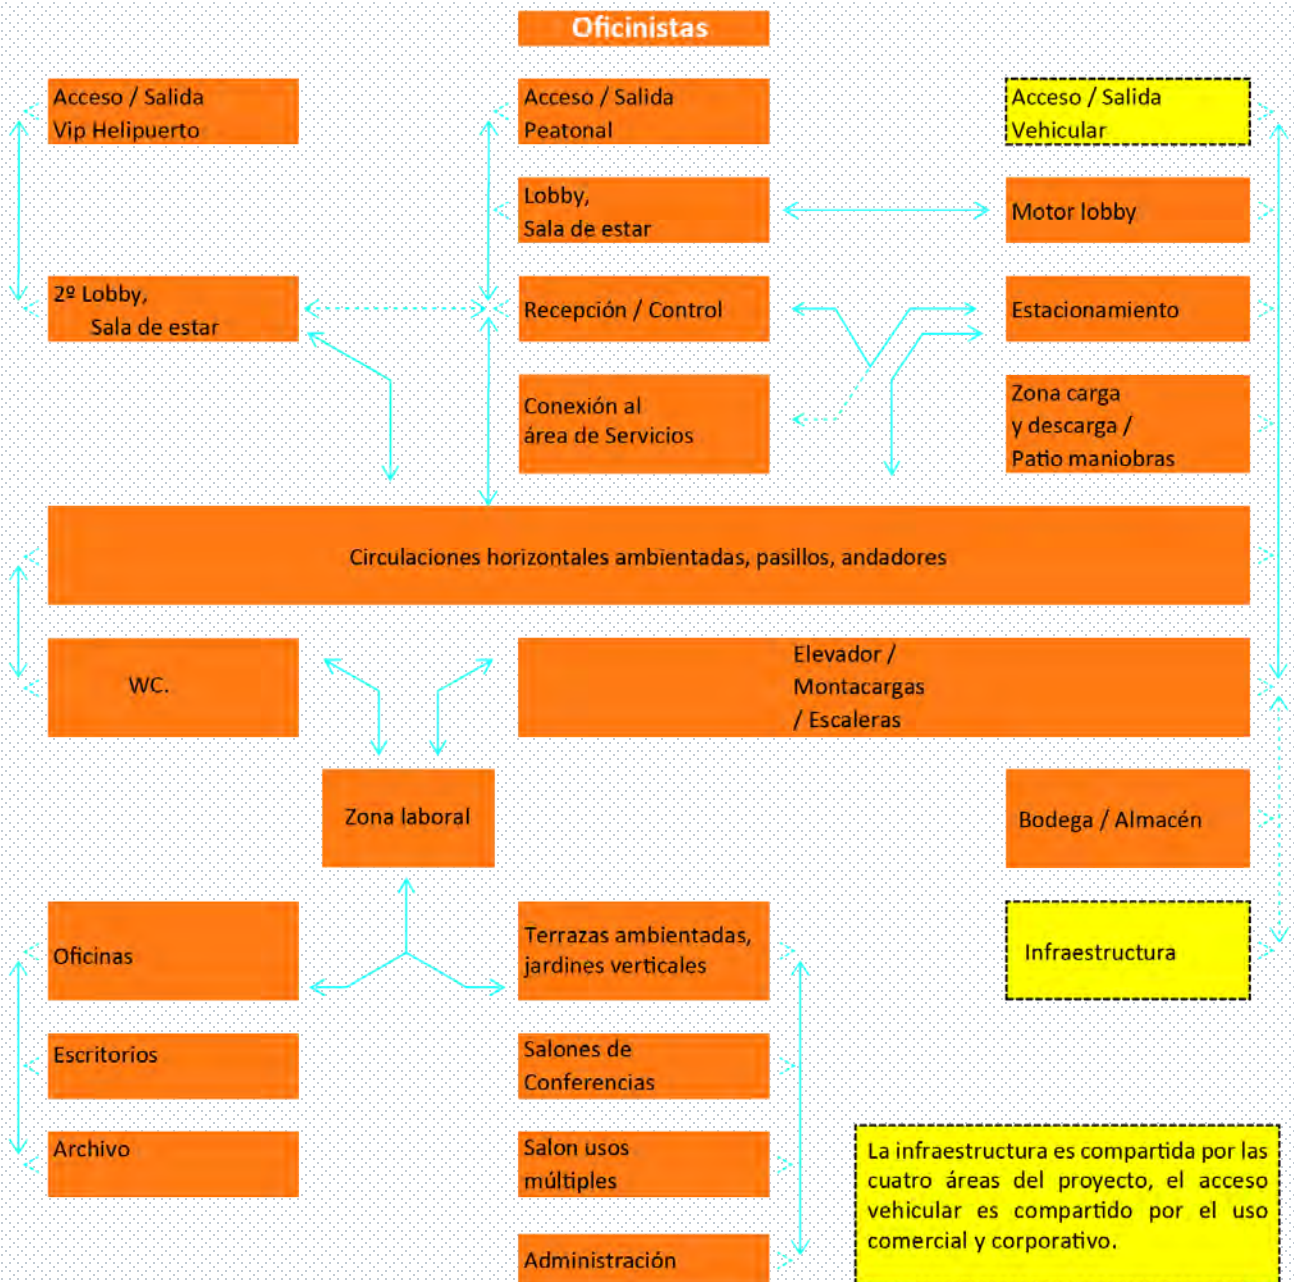 Oficinistas
Acceso / Salida
Vip Helipuerto
Acceso / Salida
Peatonal
Acceso / Salida
Vehicular
Lobby,
Sala de estar
Motor lobby
2º Lobby,
Sala de estar
Recepción / Control
Estacionamiento
Conexión al
área de Servicios
Zona carga
y descarga /
Patio maniobras
Circulaciones horizontales ambientadas, pasillos, andadores
WC.
Elevador /
Montacargas
/ Escaleras
Zona laboral
Bodega / Almacén
Oficinas
Terrazas ambientadas,
jardines verticales
Infraestructura
Escritorios
Salones de
Conferencias
Archivo
Salon usos
múltiples
Administración
La infraestructura es compartida por las
cuatro áreas del proyecto, el acceso
vehicular es compartido por el uso
comercial y corporativo.